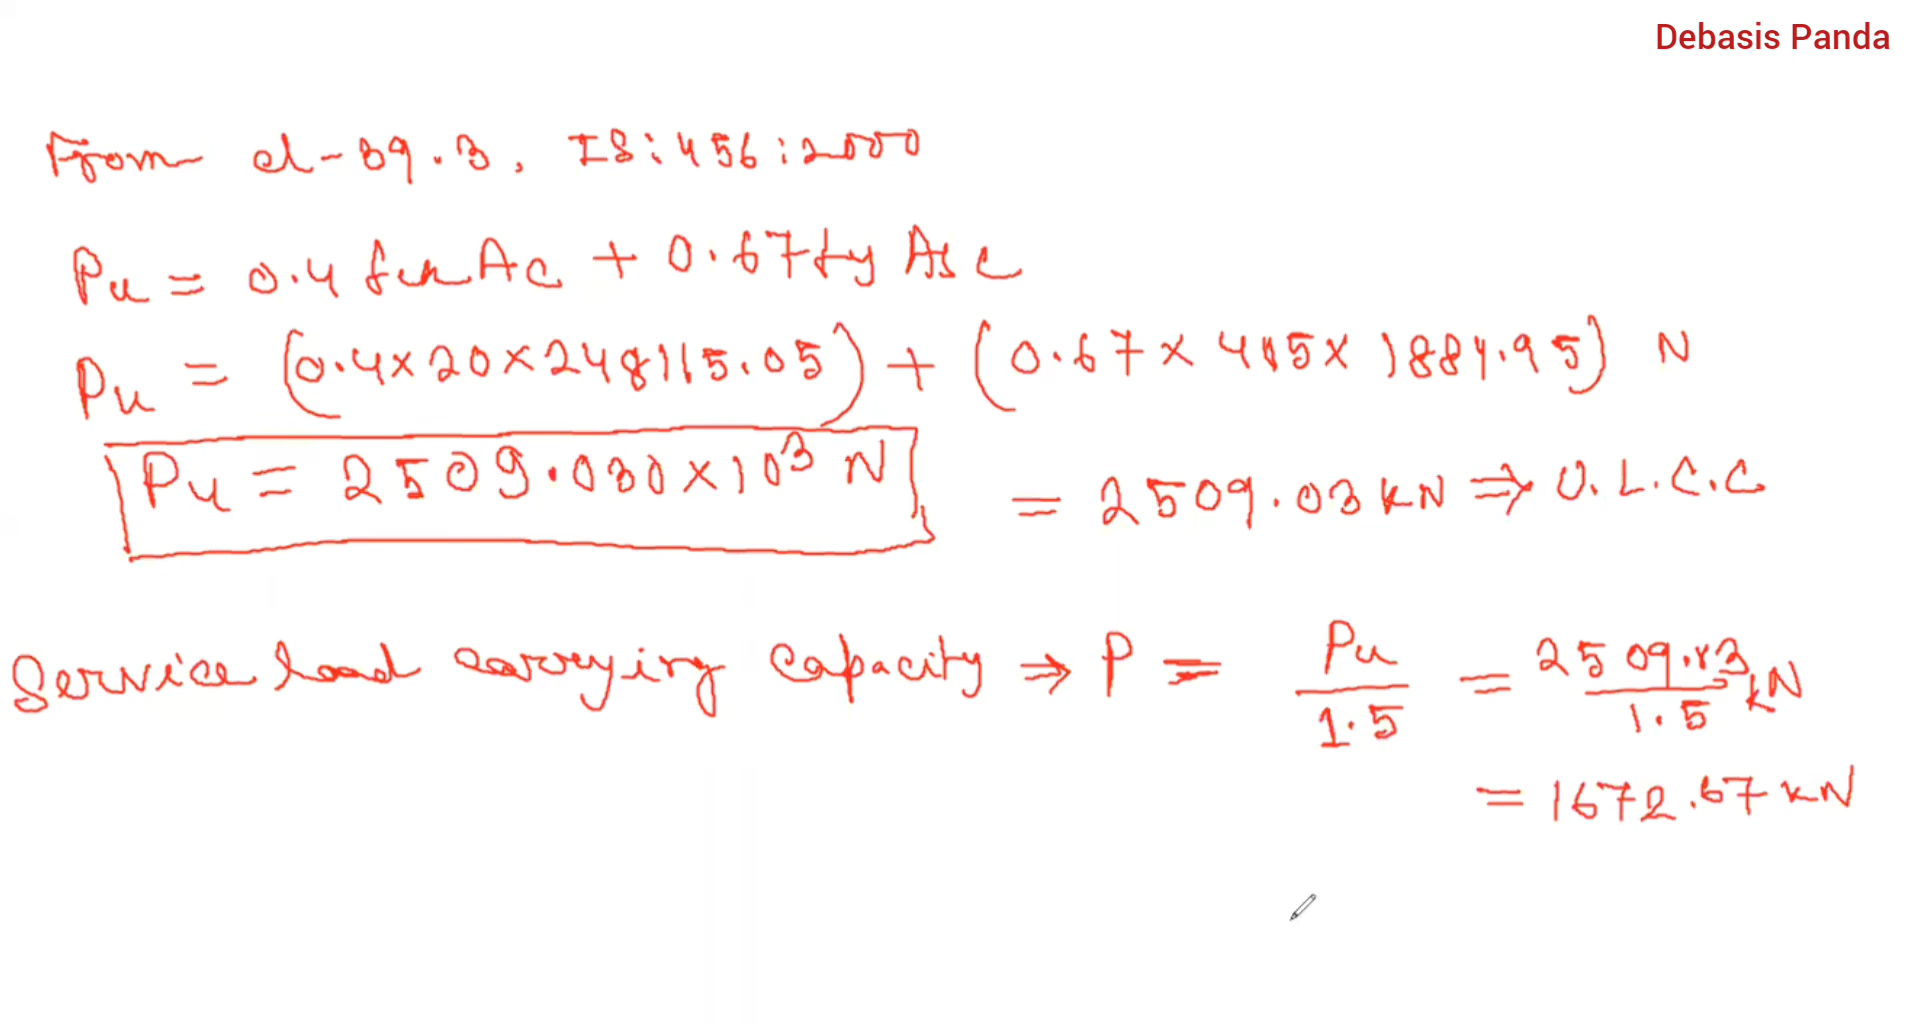 Debasis Panda
From cl-39.3, IS:456:2000
Pu = 0.4 fck Ac + 0.67 fy Asc
Pu = (0.4×20×248115.05) + (0.67×415×1884.95) N
Pu = 2509.030×10³ N = 2509.03 kN ⇒ U.L.C.C
Service load carrying capacity ⇒ P = Pu/1.5 = 2509.03/1.5 kN
= 1672.67 kN